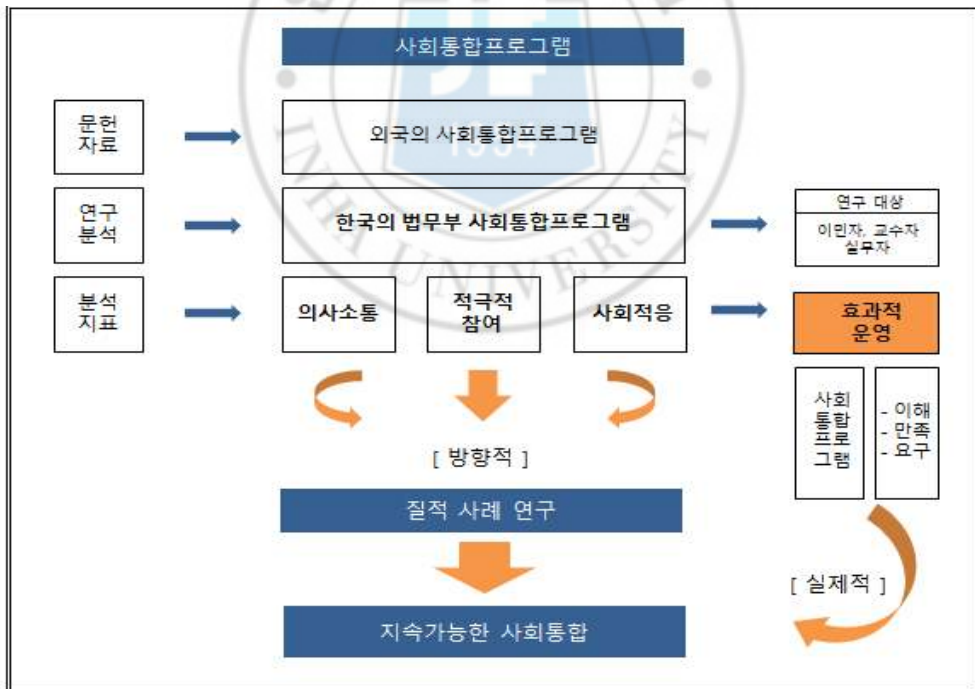 사회통합프로그램
문헌
자료
외국의 사회통합프로그램
1954
INHA UNIVERSITY
연구
분석
한국의 법무부 사회통합프로그램
연구 대상
이민자, 교수자
실무자
분석
지표
의사소통
적극적
참여
사회적응
효과적
운영
사회
통합
프로
그램
- 이해
- 만족
- 요구
[ 방향적 ]
질적 사례 연구
[ 실제적 ]
지속가능한 사회통합